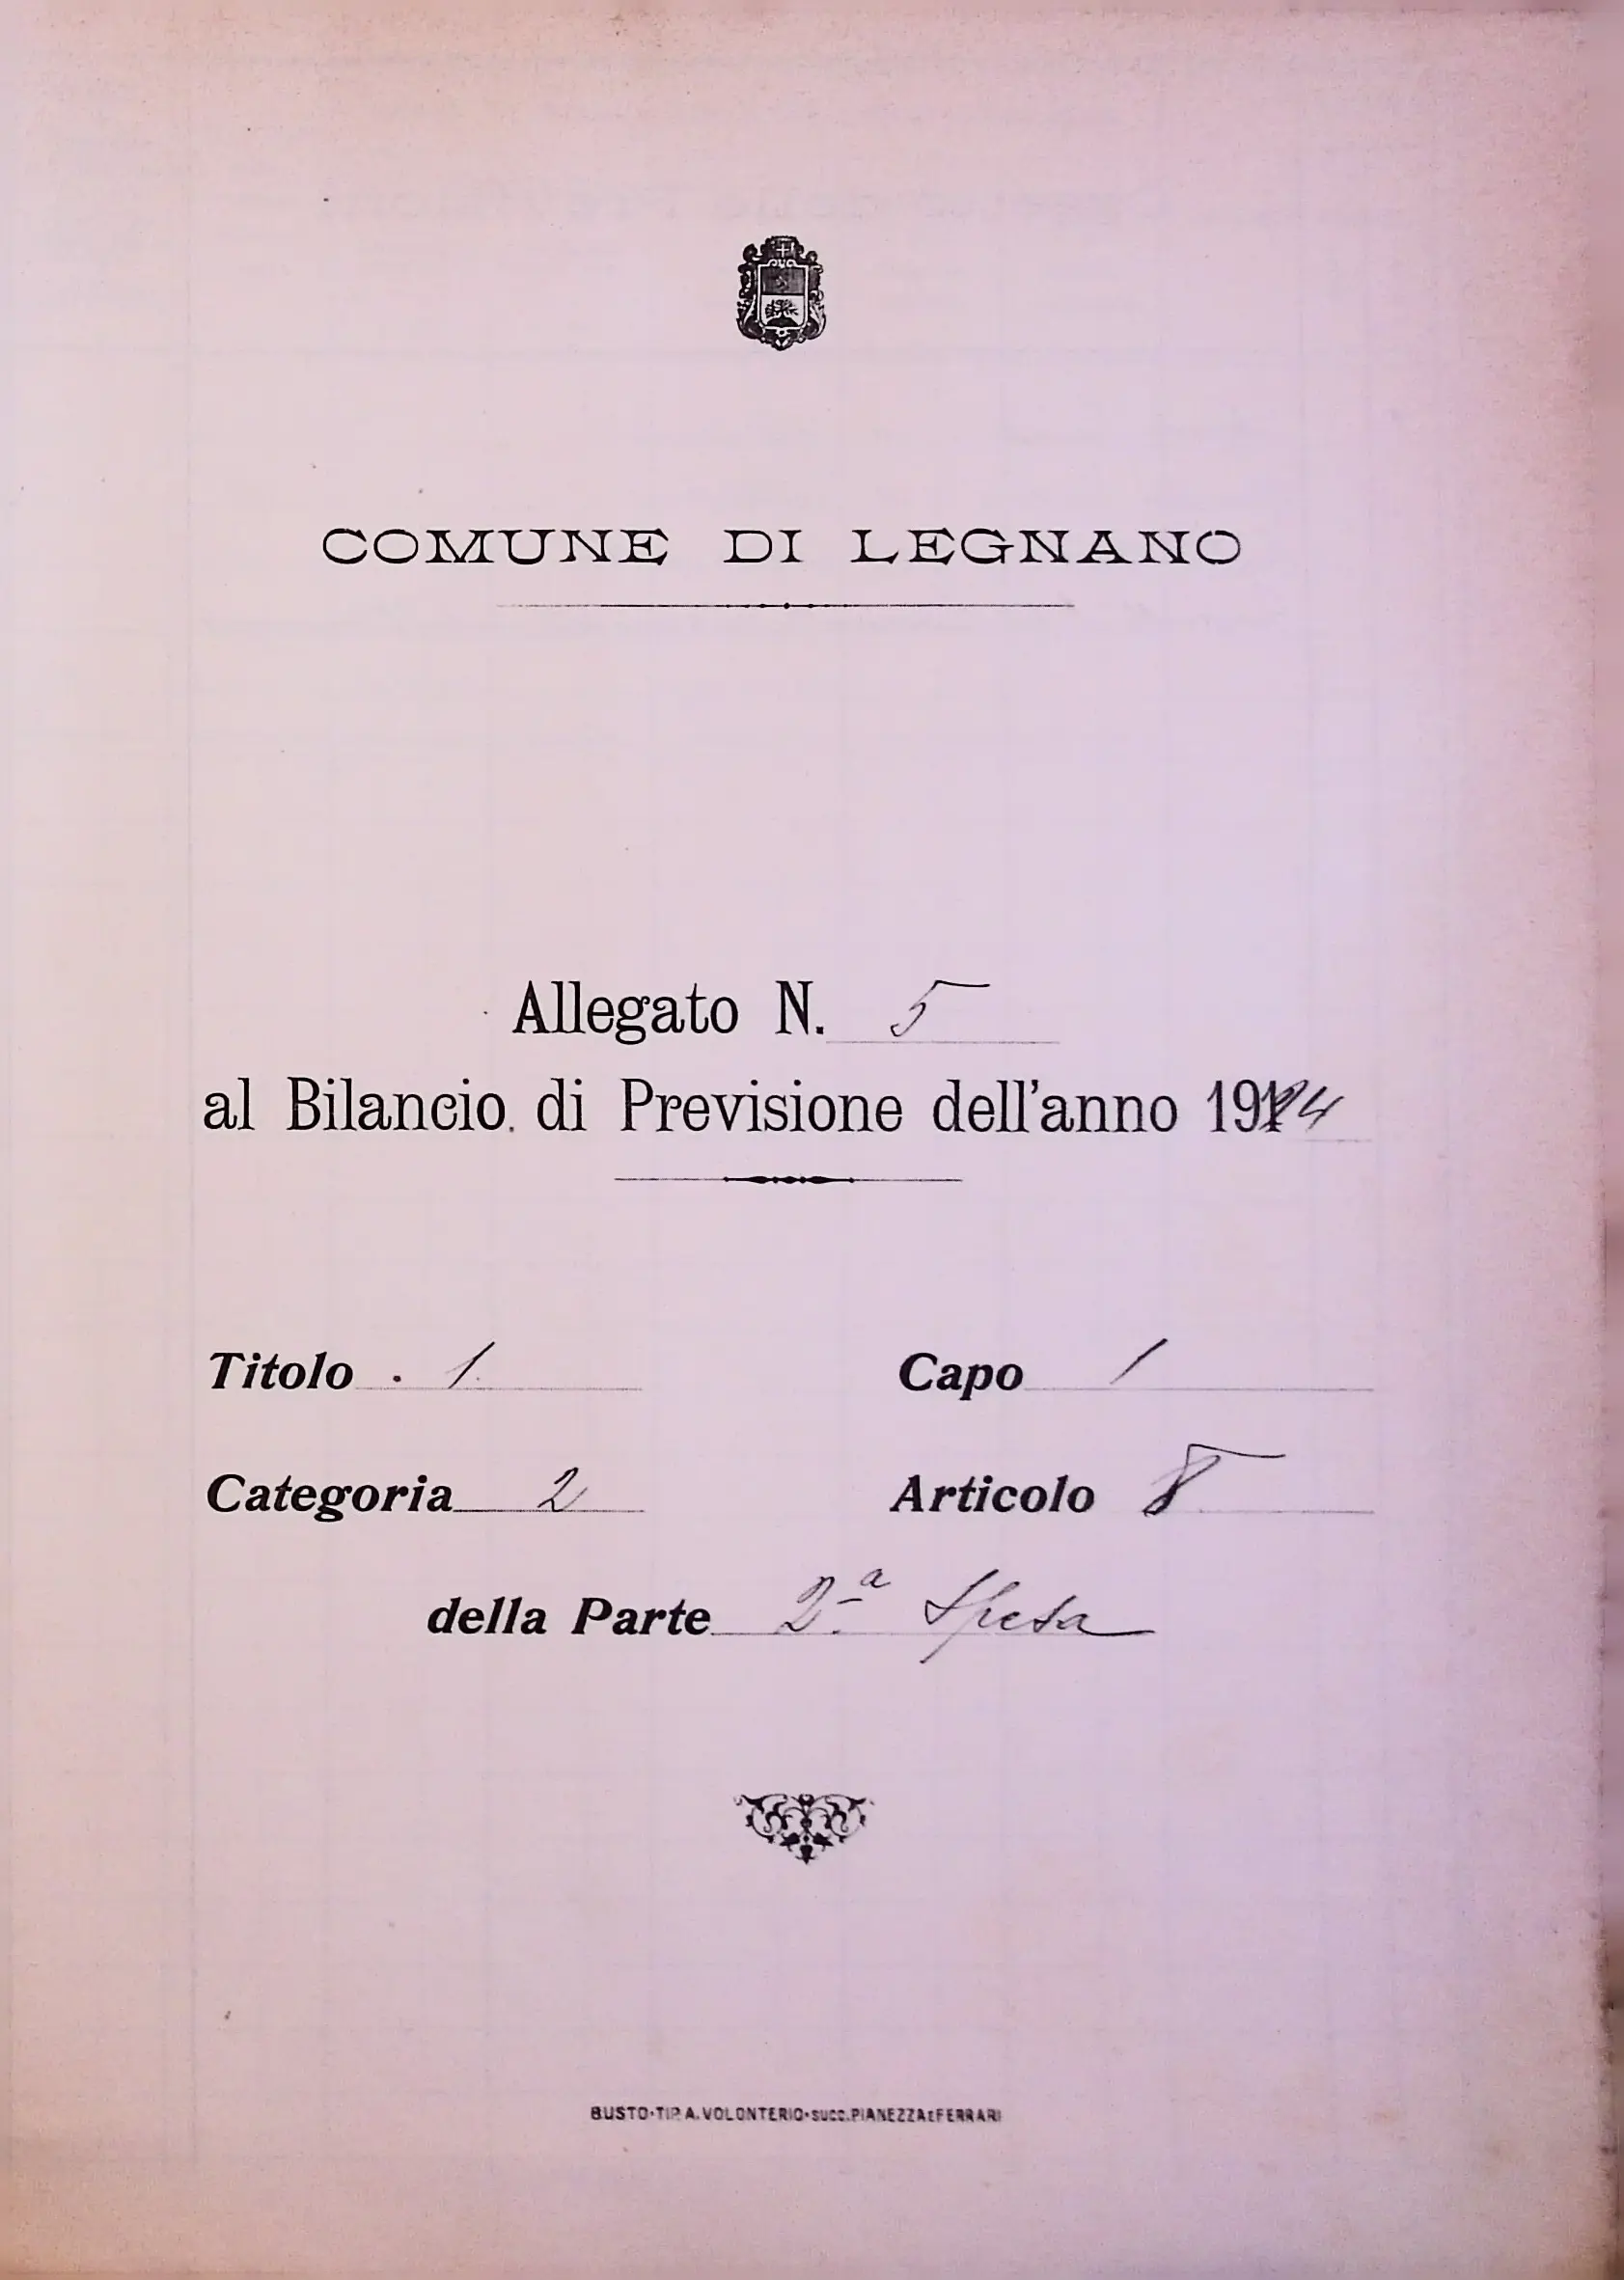 COMUNE DI LEGNANO
Allegato N. 5
al Bilancio di Previsione dell'anno 1924
Titolo 1.
Capo 1
Categoria 2
Articolo 8
della Parte 2.ª Spesa
BUSTO-TIP. A. VOLONTERIO-SUCC. PIANEZZA E FERRARI